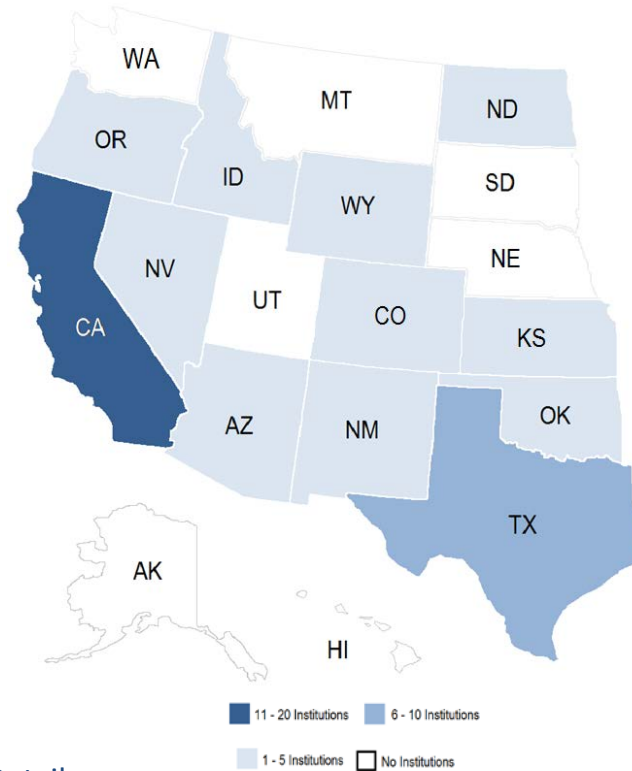 WA
MT
ND
OR
ID
SD
WY
NE
NV
UT
CO
CA
KS
AZ
NM
OK
TX
AK
HI
11 - 20 Institutions
6 - 10 Institutions
1 - 5 Institutions
No Institutions